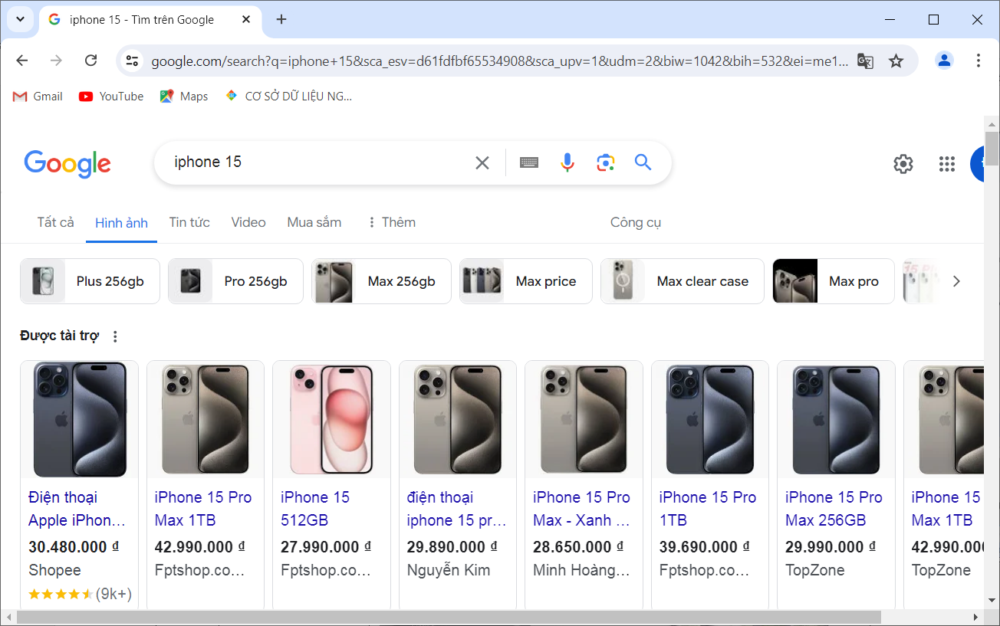 iphone 15 - Tìm trên Google
google.com/search?q=iphone+15&sca_esv=d61fdfbf65534908&sca_upv=1&udm=2&biw=1042&bih=532&ei=me1...
Gmail
YouTube
Maps
CƠ SỞ DỮ LIỆU NG...
Google
iphone 15
Tất cả
Hình ảnh
Tin tức
Video
Mua sắm
Thêm
Công cụ
Plus 256gb
Pro 256gb
Max 256gb
Max price
Max clear case
Max pro
Được tài trợ
Điện thoại
Apple iPhon...
30.480.000 ₫
Shopee
(9k+)
iPhone 15 Pro
Max 1TB
42.990.000 ₫
Fptshop.co...
iPhone 15
512GB
27.990.000 ₫
Fptshop.co...
điện thoại
iphone 15 pr...
29.890.000 ₫
Nguyễn Kim
iPhone 15 Pro
Max - Xanh ...
28.650.000 ₫
Minh Hoàng...
iPhone 15 Pro
1TB
39.690.000 ₫
Fptshop.co...
iPhone 15 Pro
Max 256GB
29.990.000 ₫
TopZone
iPhone 15
Max 1TB
42.990.00
TopZone